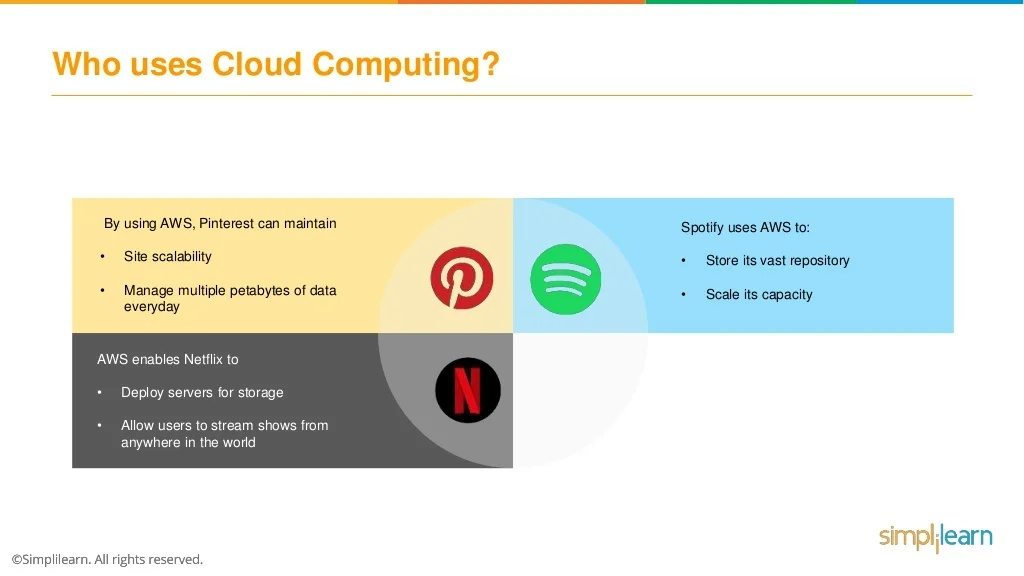 Who uses Cloud Computing?
By using AWS, Pinterest can maintain
• Site scalability
• Manage multiple petabytes of data
everyday
Spotify uses AWS to:
• Store its vast repository
• Scale its capacity
AWS enables Netflix to
• Deploy servers for storage
• Allow users to stream shows from
anywhere in the world
N
simplilearn
©Simplilearn. All rights reserved.